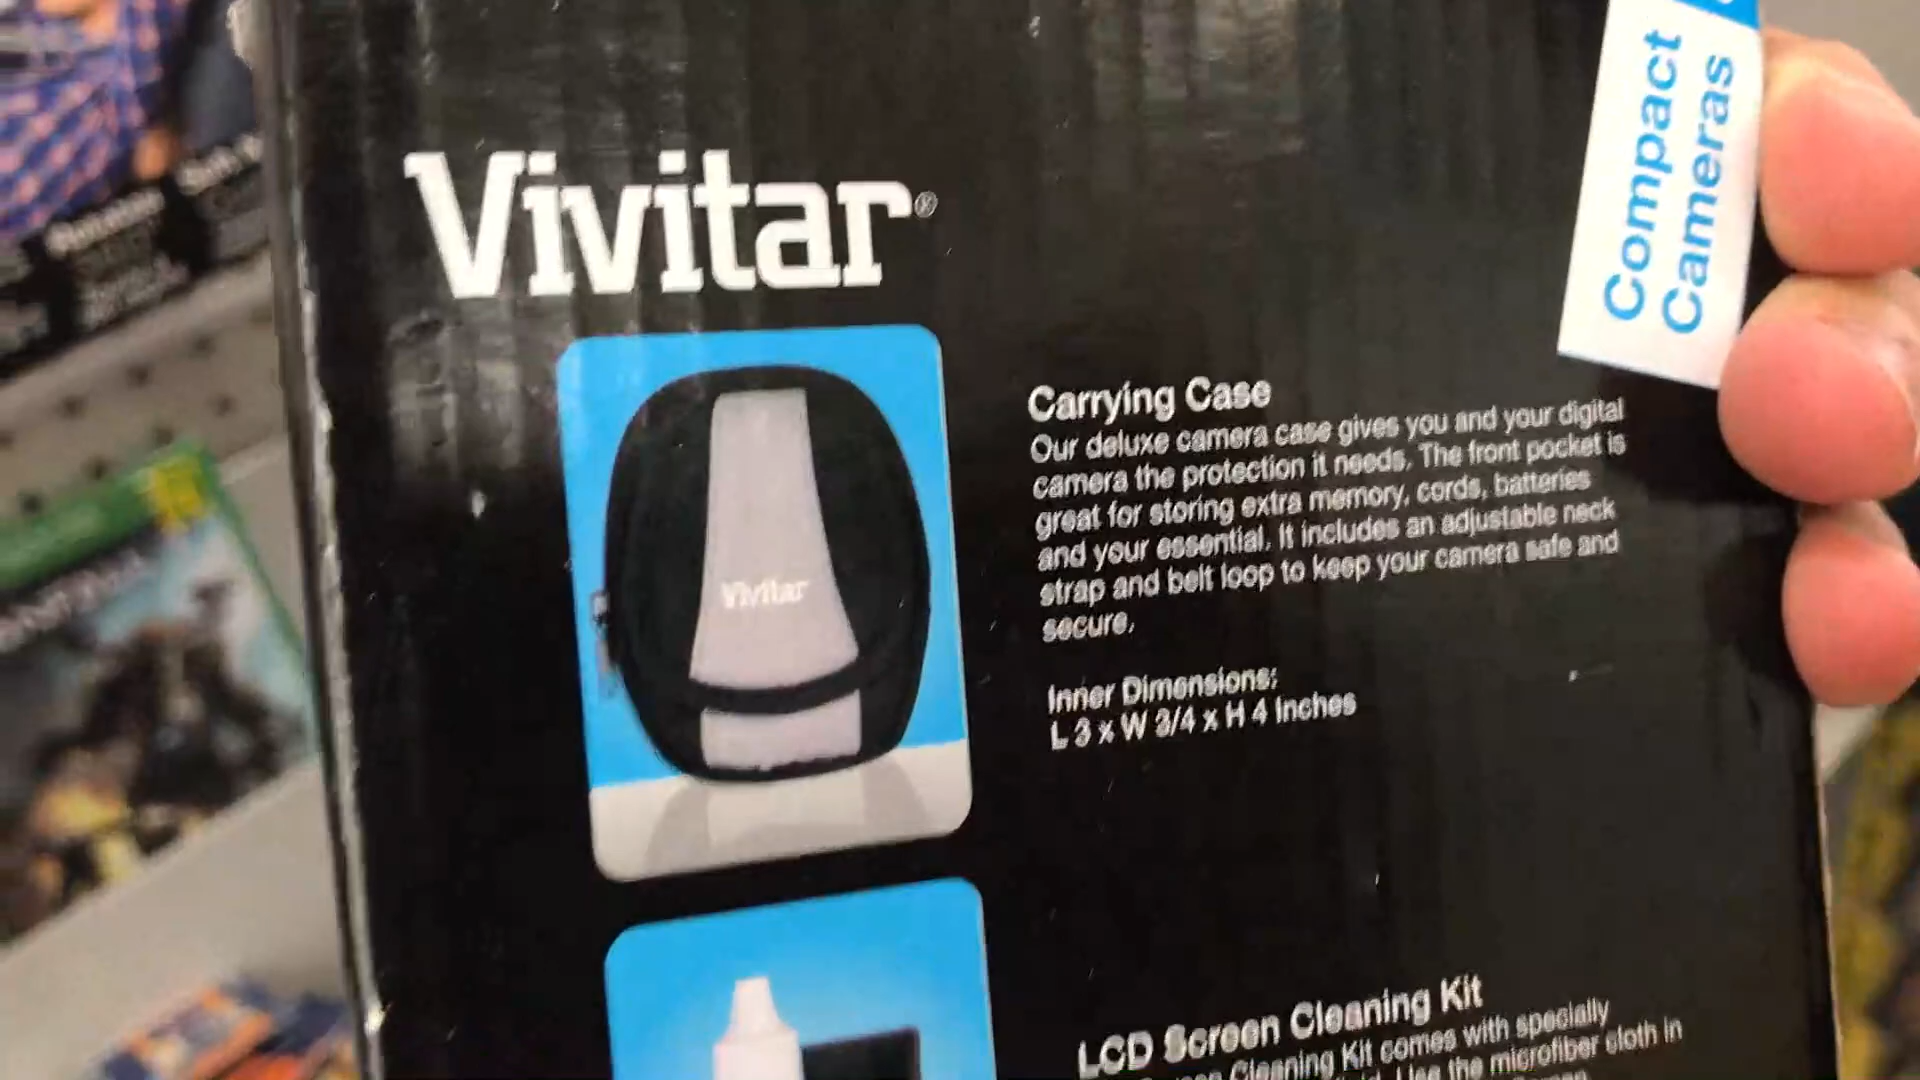 Vivitar®
Compact
Cameras
Vivitar
Carrying Case
Our deluxe camera case gives you and your digital
camera the protection it needs. The front pocket is
great for storing extra memory, cords, batteries
and your essential. It includes an adjustable neck
strap and belt loop to keep your camera safe and
secure.
Inner Dimensions:
L 3 x W 3/4 x H 4 Inches
LCD Screen Cleaning Kit
Cleaning Kit comes with specially
Use the microfiber cloth in